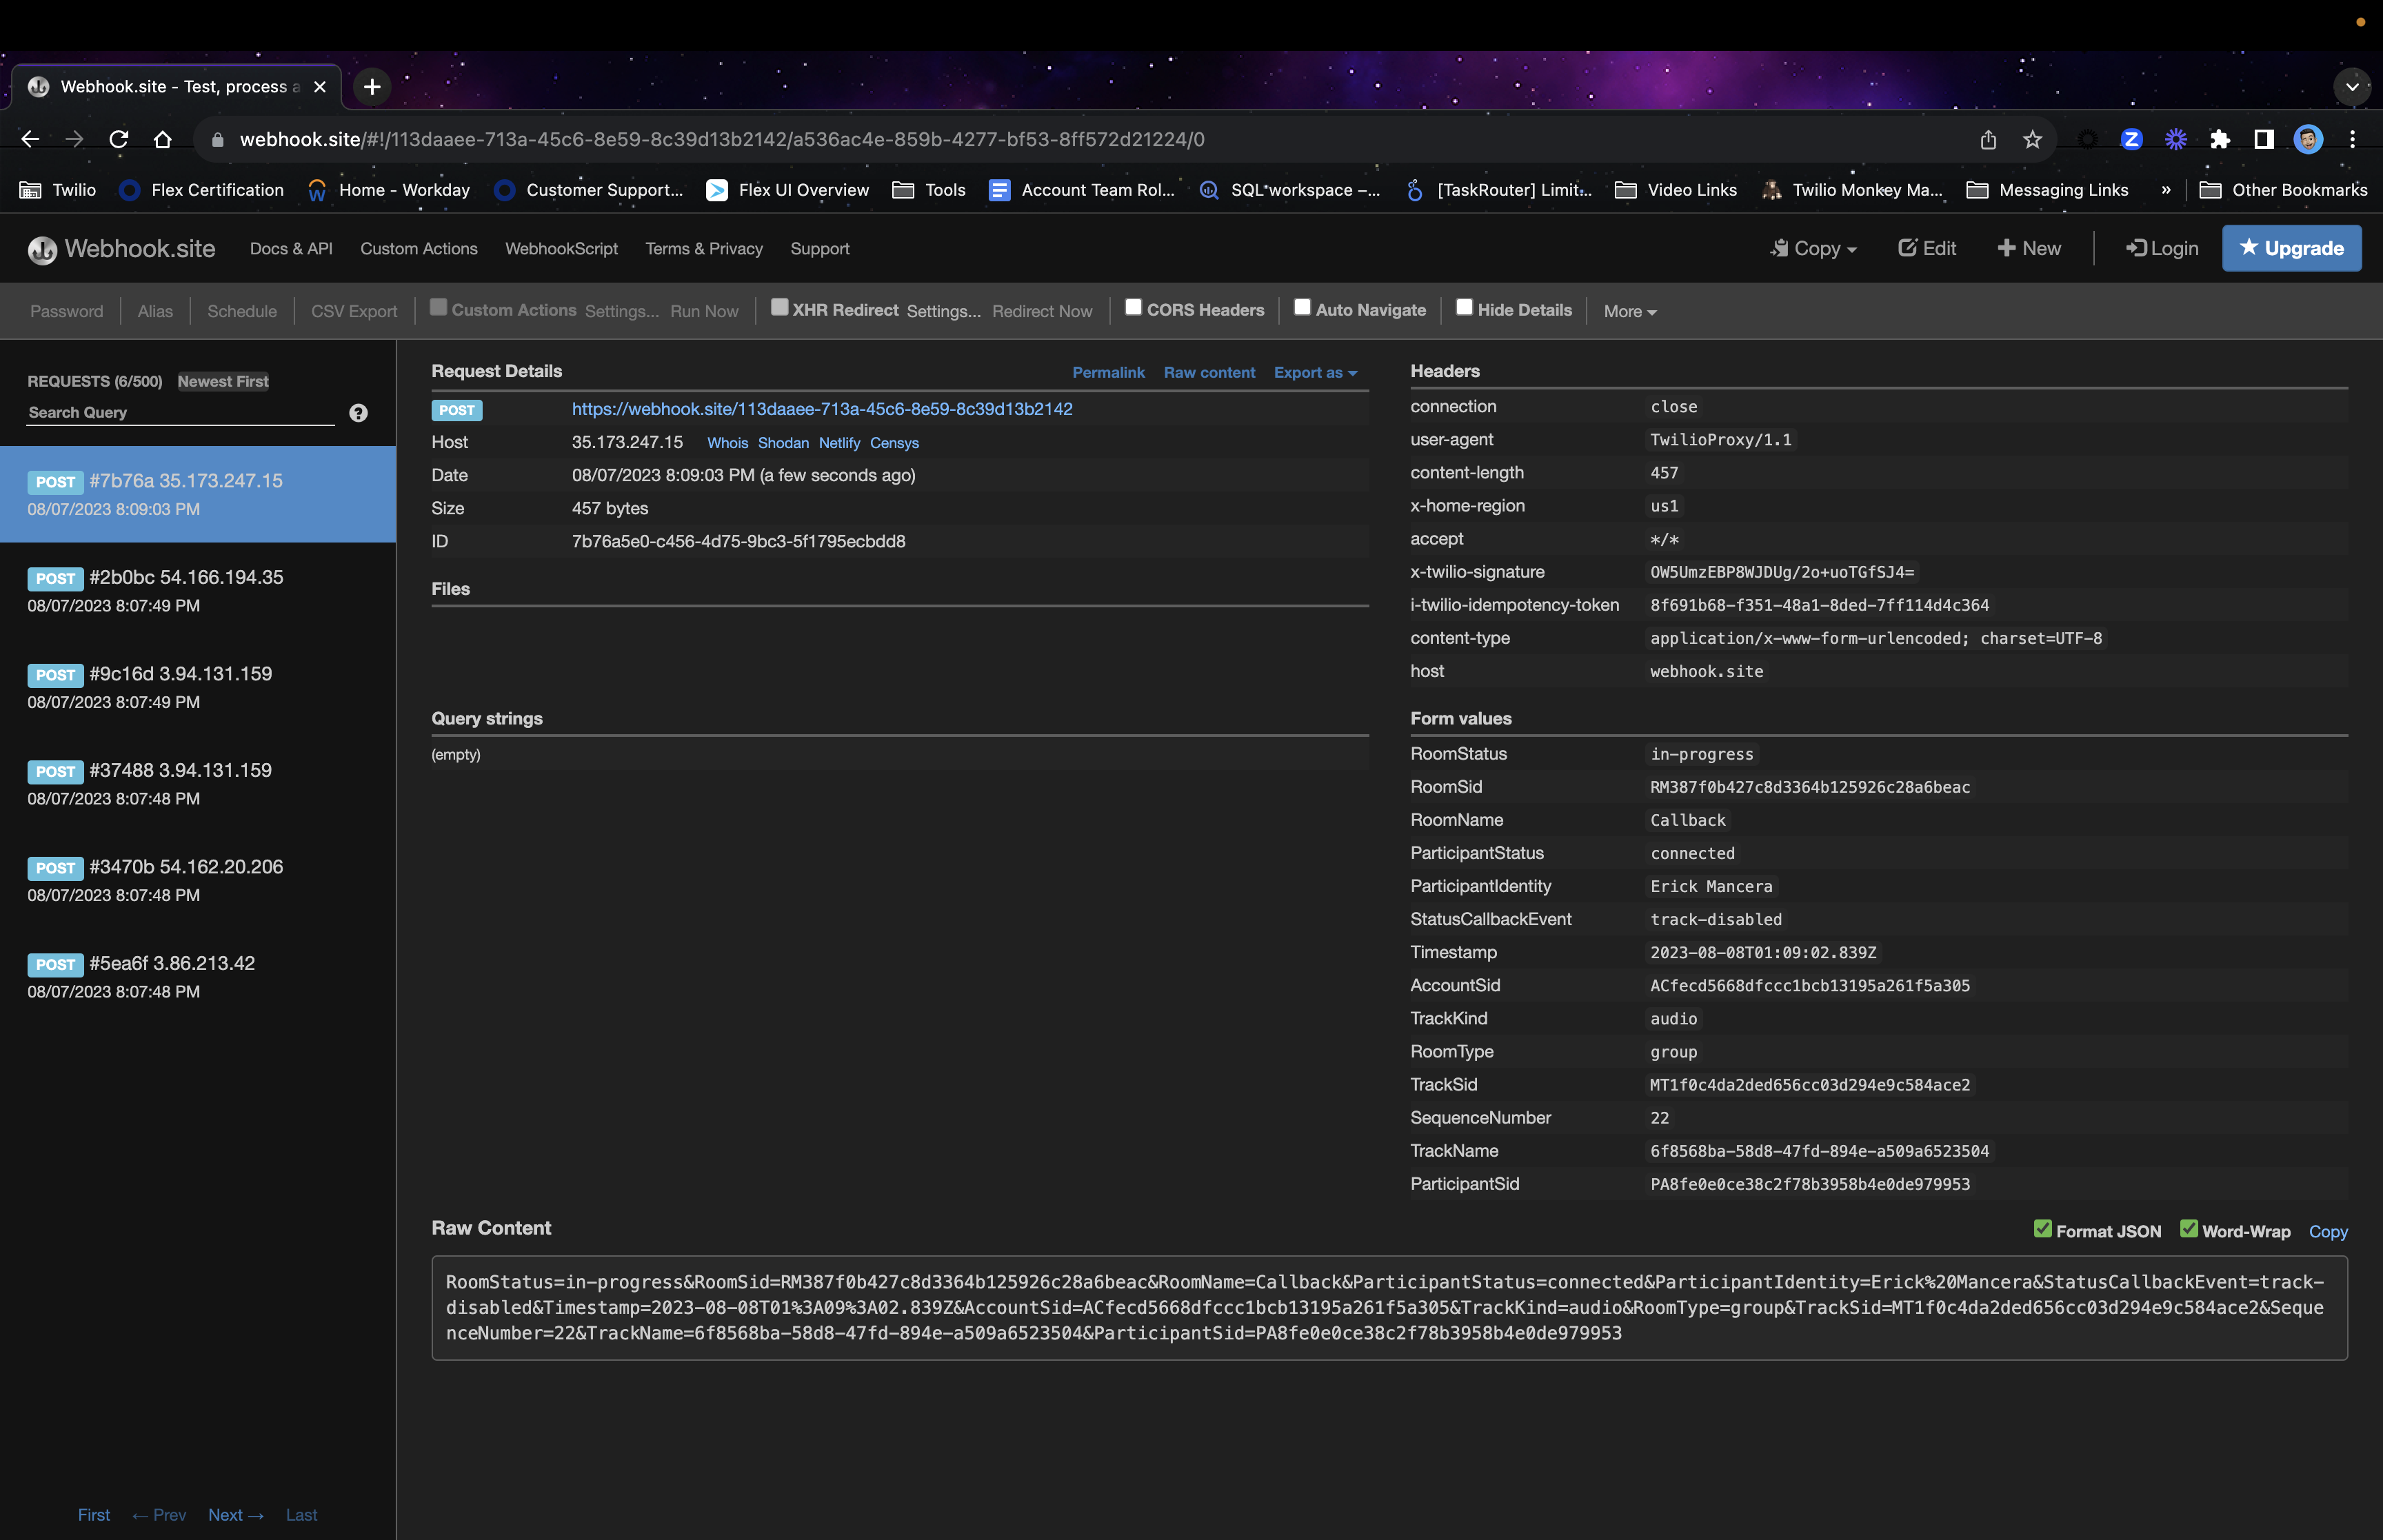 Webhook.site - Test, process a
webhook.site/#!/113daaee-713a-45c6-8e59-8c39d13b2142/a536ac4e-859b-4277-bf53-8ff572d21224/0
Twilio Flex Certification Home - Workday Customer Support... Flex UI Overview Tools Account Team Rol... SQL workspace –... [TaskRouter] Limit... Video Links Twilio Monkey Ma... Messaging Links » Other Bookmarks
Webhook.site Docs & API Custom Actions WebhookScript Terms & Privacy Support Copy Edit New Login Upgrade
Password Alias Schedule CSV Export Custom Actions Settings... Run Now XHR Redirect Settings... Redirect Now CORS Headers Auto Navigate Hide Details More
REQUESTS (6/500) Newest First
Search Query
POST #7b76a 35.173.247.15
08/07/2023 8:09:03 PM
POST #2b0bc 54.166.194.35
08/07/2023 8:07:49 PM
POST #9c16d 3.94.131.159
08/07/2023 8:07:49 PM
POST #37488 3.94.131.159
08/07/2023 8:07:48 PM
POST #3470b 54.162.20.206
08/07/2023 8:07:48 PM
POST #5ea6f 3.86.213.42
08/07/2023 8:07:48 PM
First ← Prev Next → Last
Request Details Permalink Raw content Export as
POST https://webhook.site/113daaee-713a-45c6-8e59-8c39d13b2142
Host 35.173.247.15 Whois Shodan Netlify Censys
Date 08/07/2023 8:09:03 PM (a few seconds ago)
Size 457 bytes
ID 7b76a5e0-c456-4d75-9bc3-5f1795ecbdd8
Files
Query strings
(empty)
Headers
connection close
user-agent TwilioProxy/1.1
content-length 457
x-home-region us1
accept */*
x-twilio-signature OW5UmzEBP8WJDUg/2o+uoTGfSJ4=
i-twilio-idempotency-token 8f691b68-f351-48a1-8ded-7ff114d4c364
content-type application/x-www-form-urlencoded; charset=UTF-8
host webhook.site
Form values
RoomStatus in-progress
RoomSid RM387f0b427c8d3364b125926c28a6beac
RoomName Callback
ParticipantStatus connected
ParticipantIdentity Erick Mancera
StatusCallbackEvent track-disabled
Timestamp 2023-08-08T01:09:02.839Z
AccountSid ACfecd5668dfccc1bcb13195a261f5a305
TrackKind audio
RoomType group
TrackSid MT1f0c4da2ded656cc03d294e9c584ace2
SequenceNumber 22
TrackName 6f8568ba-58d8-47fd-894e-a509a6523504
ParticipantSid PA8fe0e0ce38c2f78b3958b4e0de979953
Raw Content Format JSON Word-Wrap Copy
RoomStatus=in-progress&RoomSid=RM387f0b427c8d3364b125926c28a6beac&RoomName=Callback&ParticipantStatus=connected&ParticipantIdentity=Erick%20Mancera&StatusCallbackEvent=track-
disabled&Timestamp=2023-08-08T01%3A09%3A02.839Z&AccountSid=ACfecd5668dfccc1bcb13195a261f5a305&TrackKind=audio&RoomType=group&TrackSid=MT1f0c4da2ded656cc03d294e9c584ace2&Seque
nceNumber=22&TrackName=6f8568ba-58d8-47fd-894e-a509a6523504&ParticipantSid=PA8fe0e0ce38c2f78b3958b4e0de979953